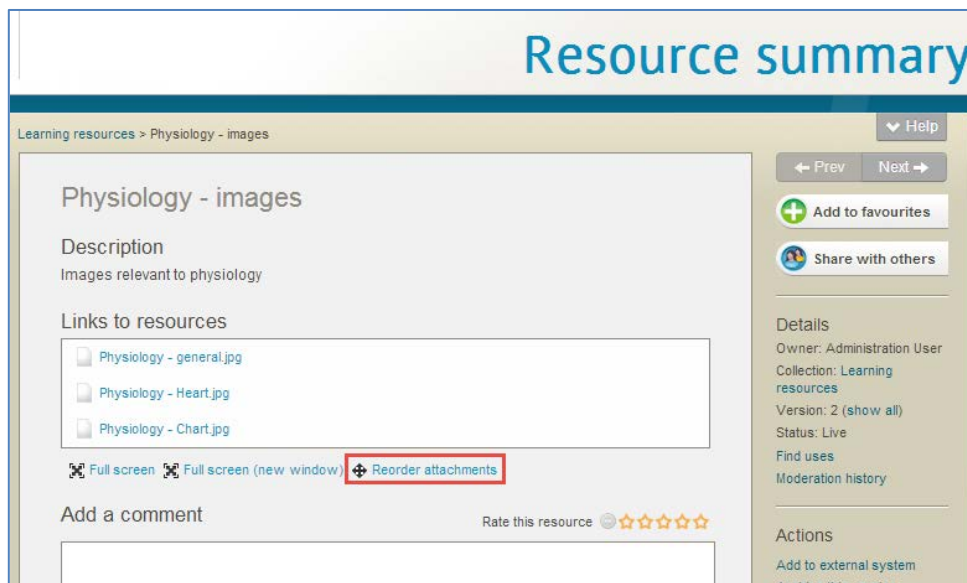 Resource summary
Learning resources > Physiology - images
Help
Prev Next
Physiology - images
Add to favourites
Description
Images relevant to physiology
Share with others
Links to resources
Physiology - general.jpg
Physiology - Heart.jpg
Physiology - Chart.jpg
Full screen Full screen (new window) Reorder attachments
Add a comment
Rate this resource
Details
Owner: Administration User
Collection: Learning
resources
Version: 2 (show all)
Status: Live
Find uses
Moderation history
Actions
Add to external system